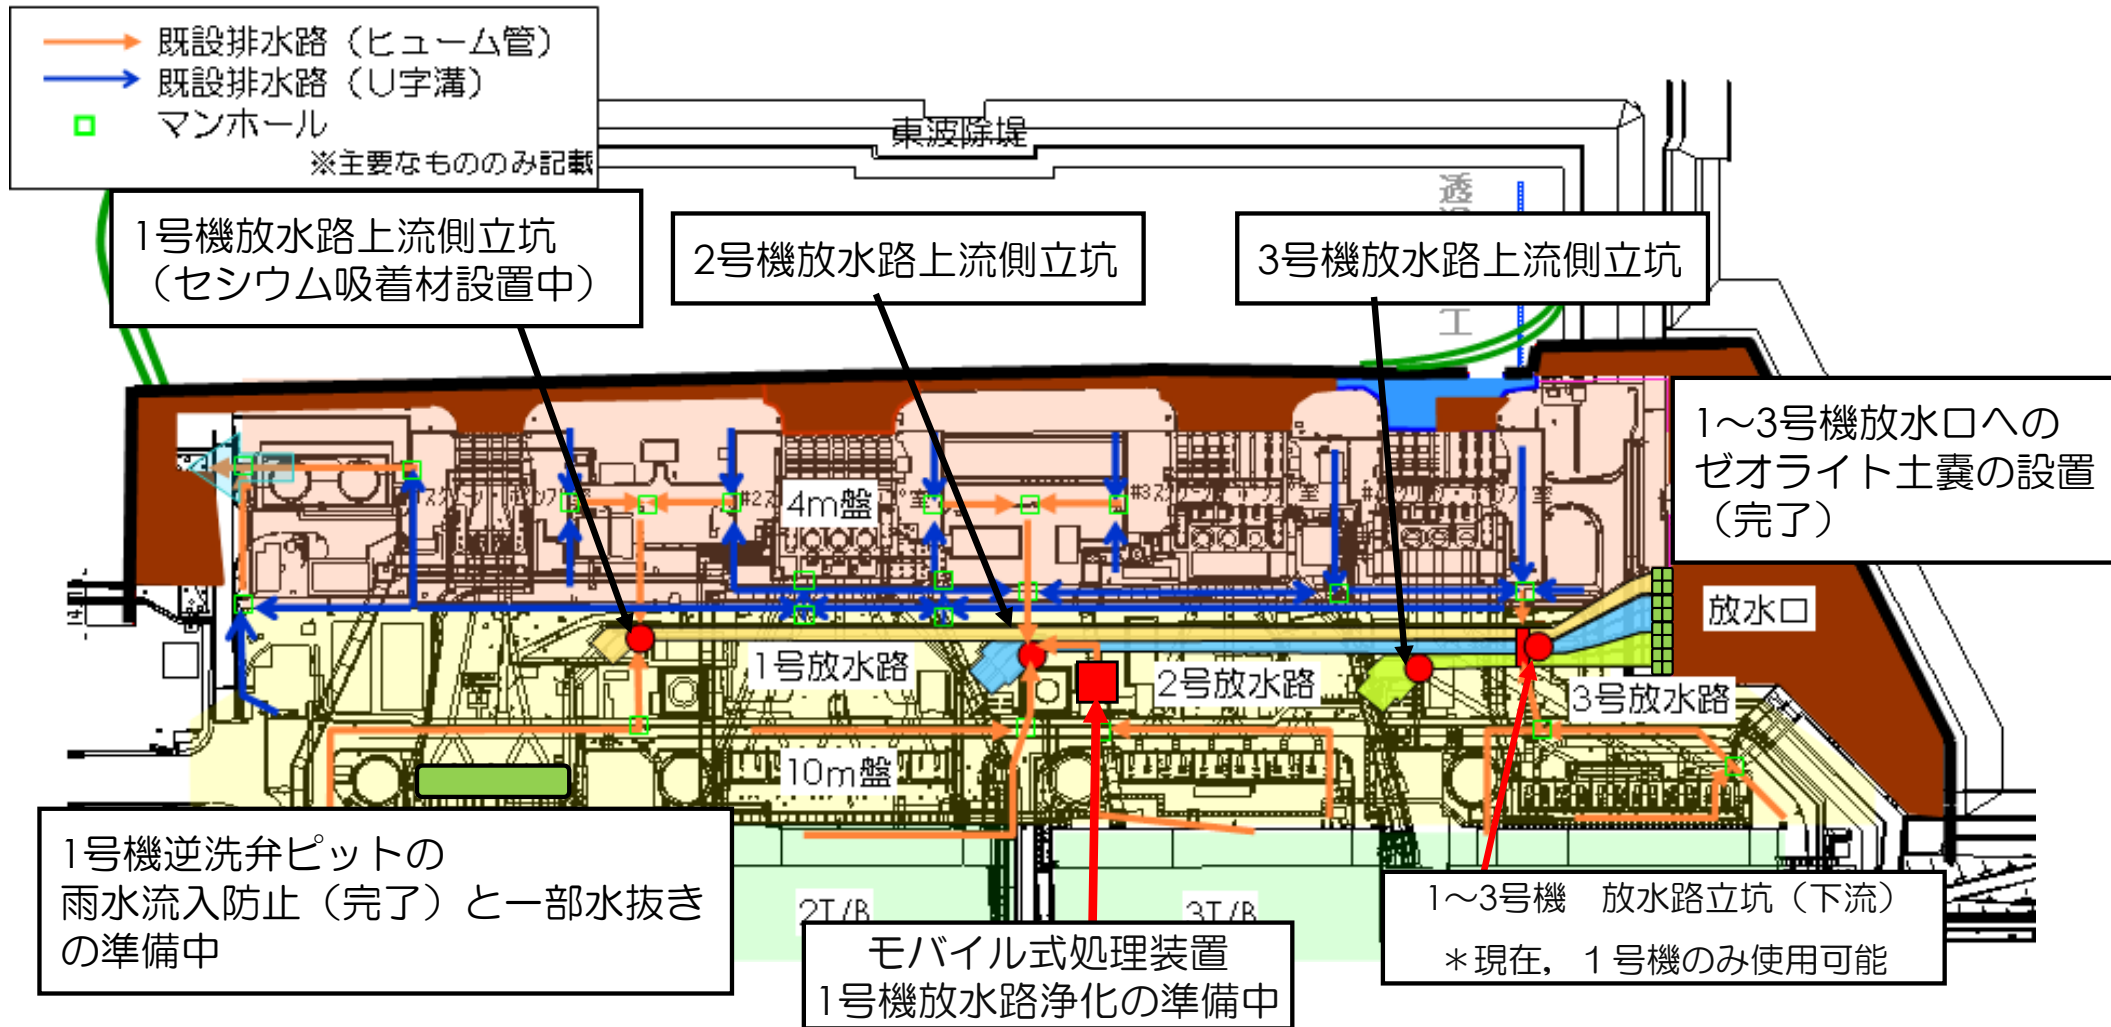 既設排水路（ヒューム管）
既設排水路（U字溝）
マンホール
※主要なもののみ記載
東波除堤
透
工
1号機放水路上流側立坑
（セシウム吸着材設置中）
2号機放水路上流側立坑
3号機放水路上流側立坑
1～3号機放水口への
ゼオライト土嚢の設置
（完了）
4m盤
放水口
1号放水路
2号放水路
3号放水路
10m盤
1号機逆洗弁ピットの
雨水流入防止（完了）と一部水抜き
の準備中
2T/B
3T/B
モバイル式処理装置
1号機放水路浄化の準備中
1～3号機　放水路立坑（下流）
＊現在，１号機のみ使用可能